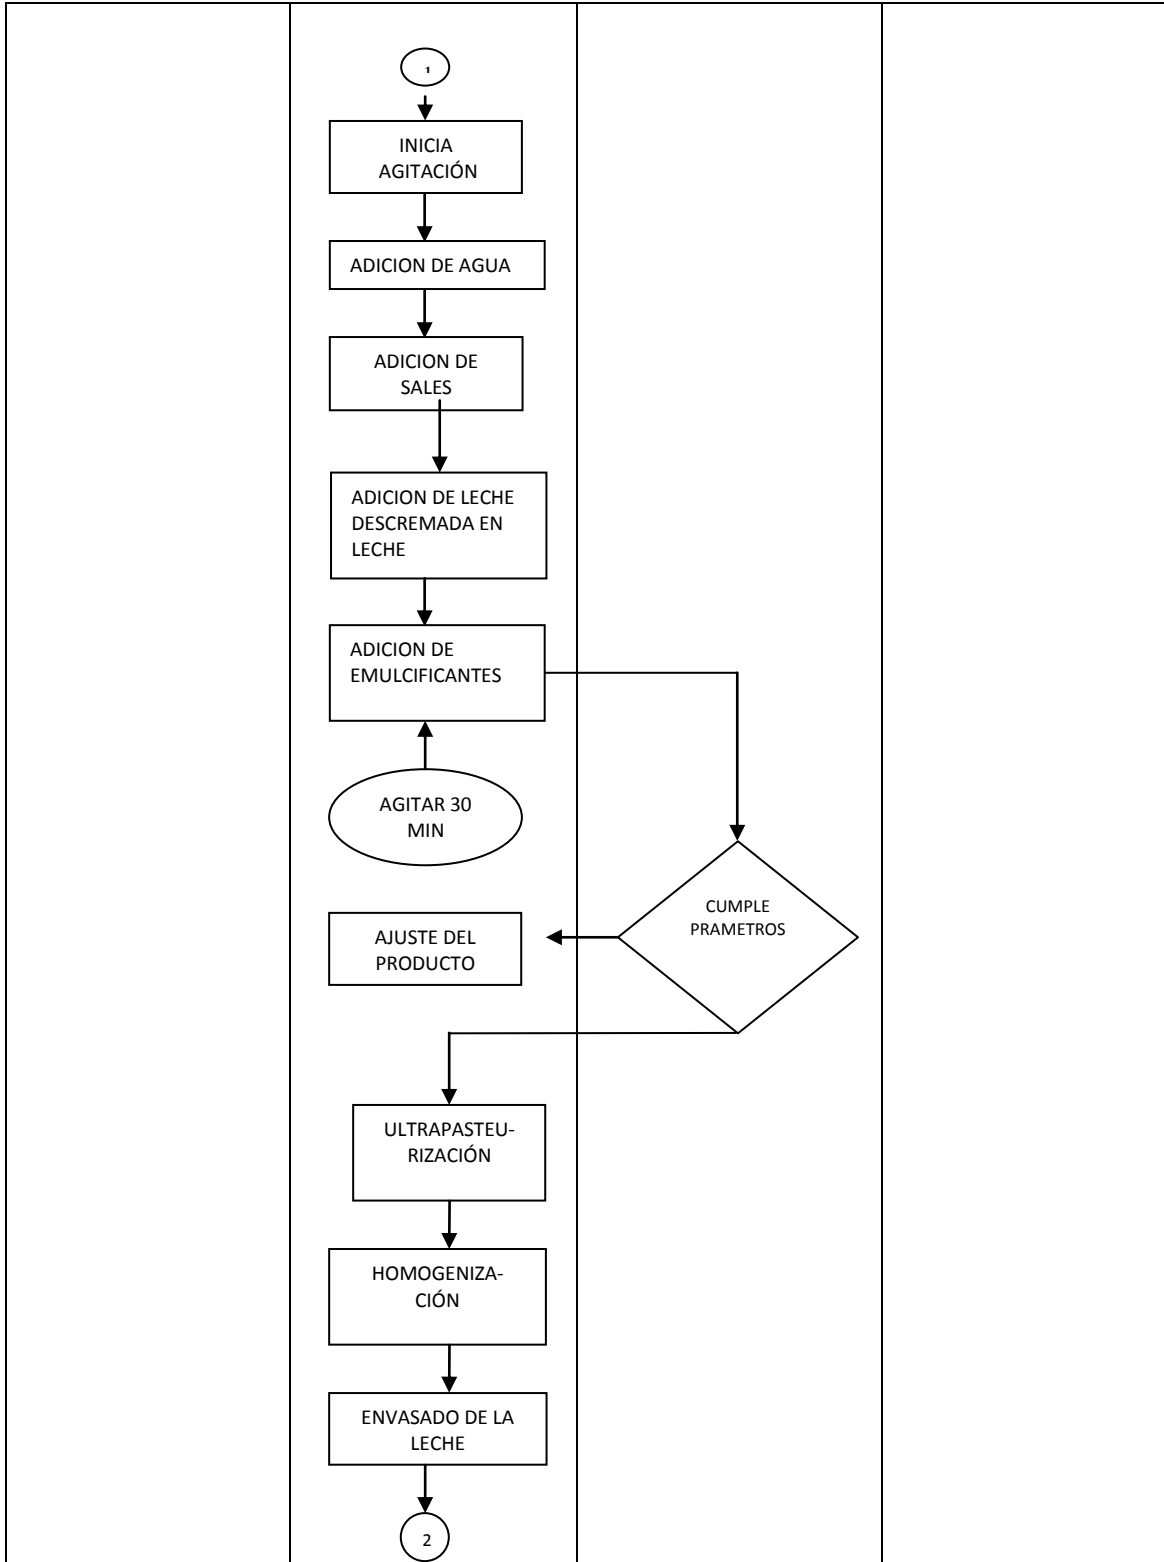 1
INICIA
AGITACIÓN
ADICION DE AGUA
ADICION DE
SALES
ADICION DE LECHE
DESCREMADA EN
LECHE
ADICION DE
EMULCIFICANTES
AGITAR 30
MIN
CUMPLE
PRAMETROS
AJUSTE DEL
PRODUCTO
ULTRAPASTEU-
RIZACIÓN
HOMOGENIZA-
CIÓN
ENVASADO DE LA
LECHE
2